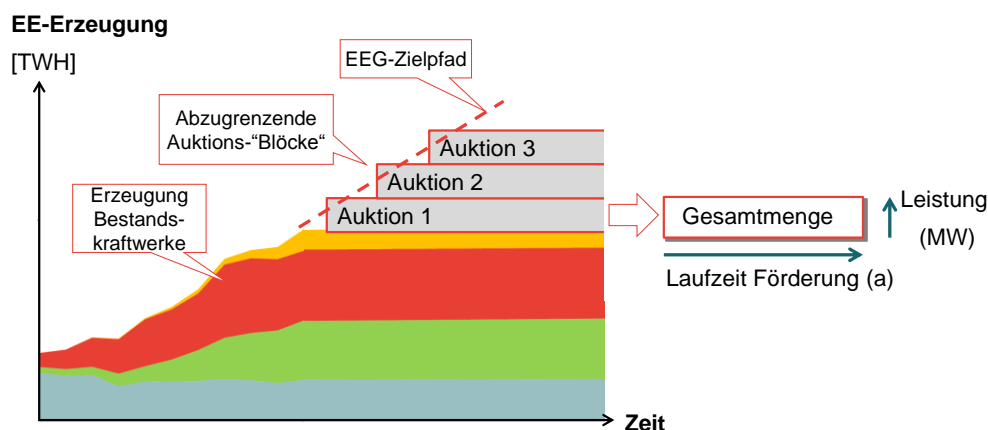 EE-Erzeugung
[TWH]
EEG-Zielpfad
Abzugrenzende
Auktions-“Blöcke“
Erzeugung
Bestands-
kraftwerke
Auktion 3
Auktion 2
Auktion 1
Gesamtmenge
Leistung
(MW)
Laufzeit Förderung (a)
Zeit